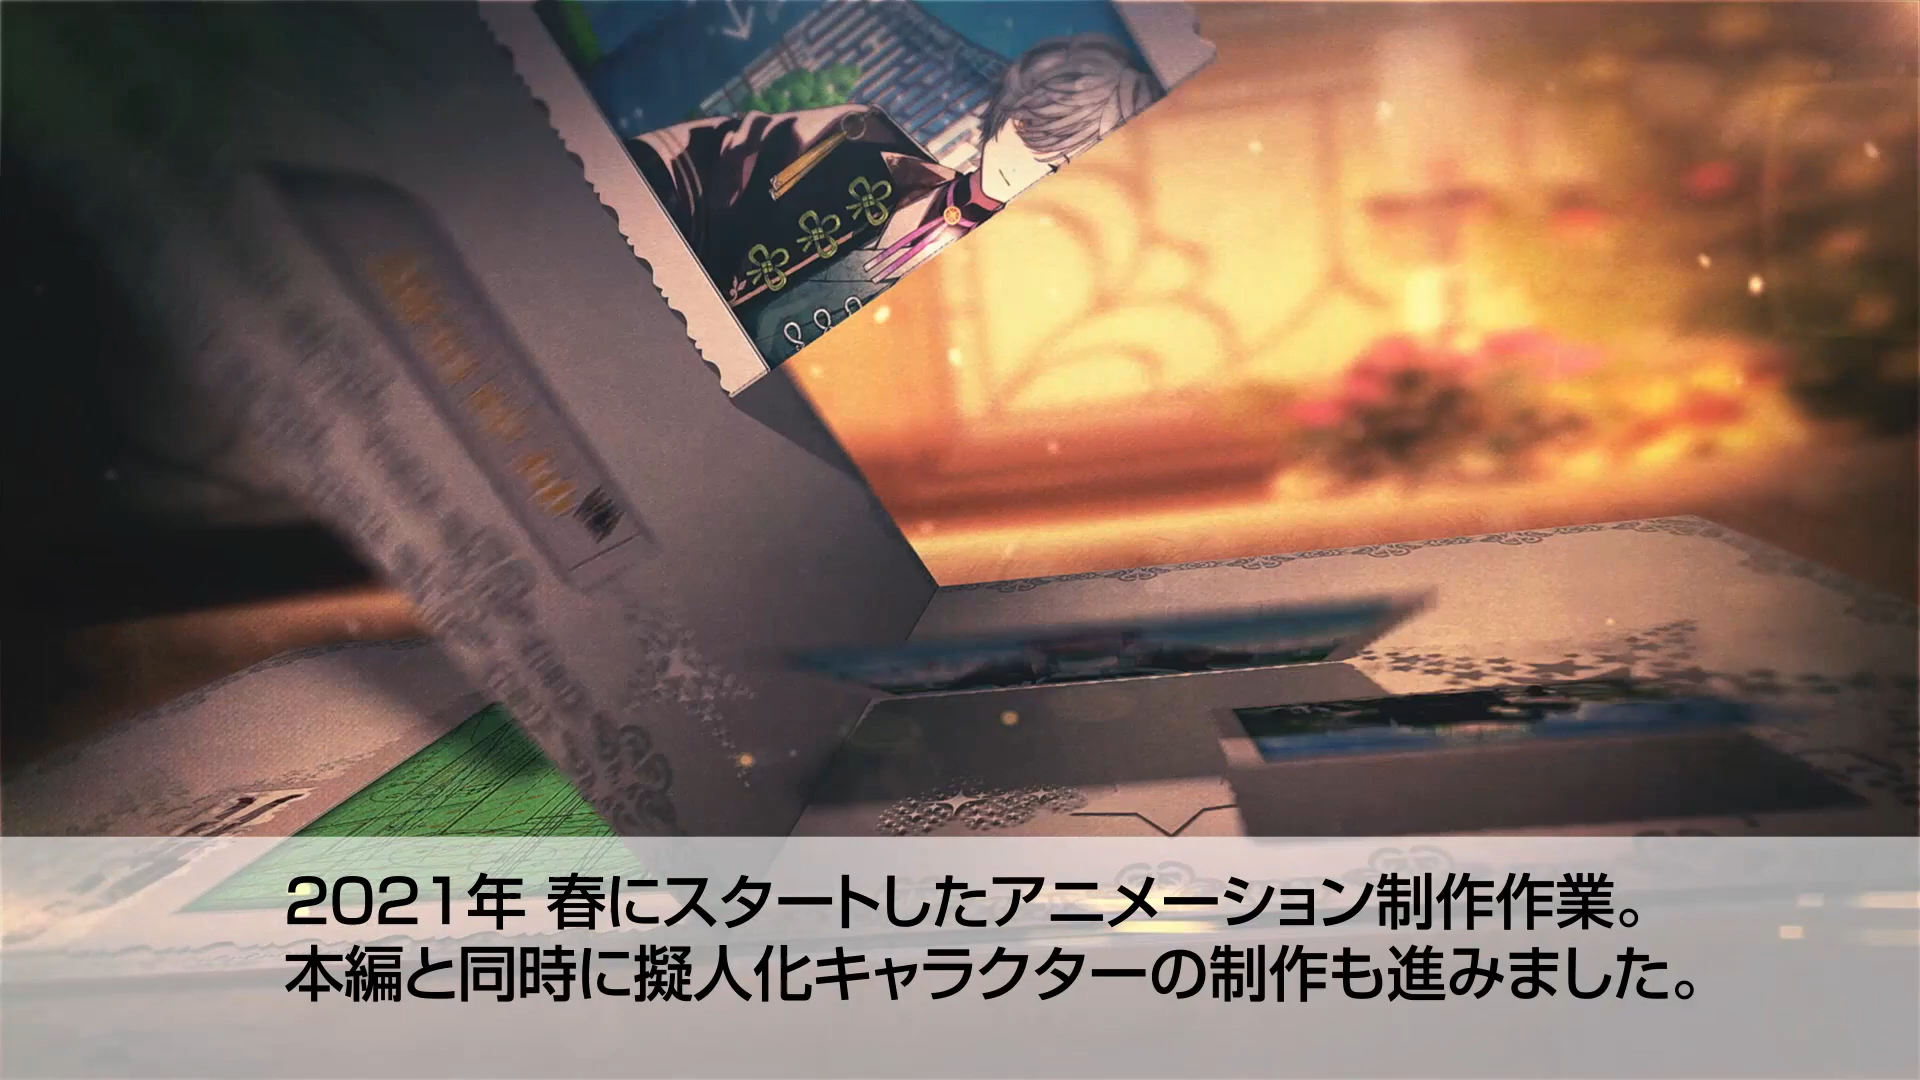 2021年 春にスタートしたアニメーション制作作業。
本編と同時に擬人化キャラクターの制作も進みました。